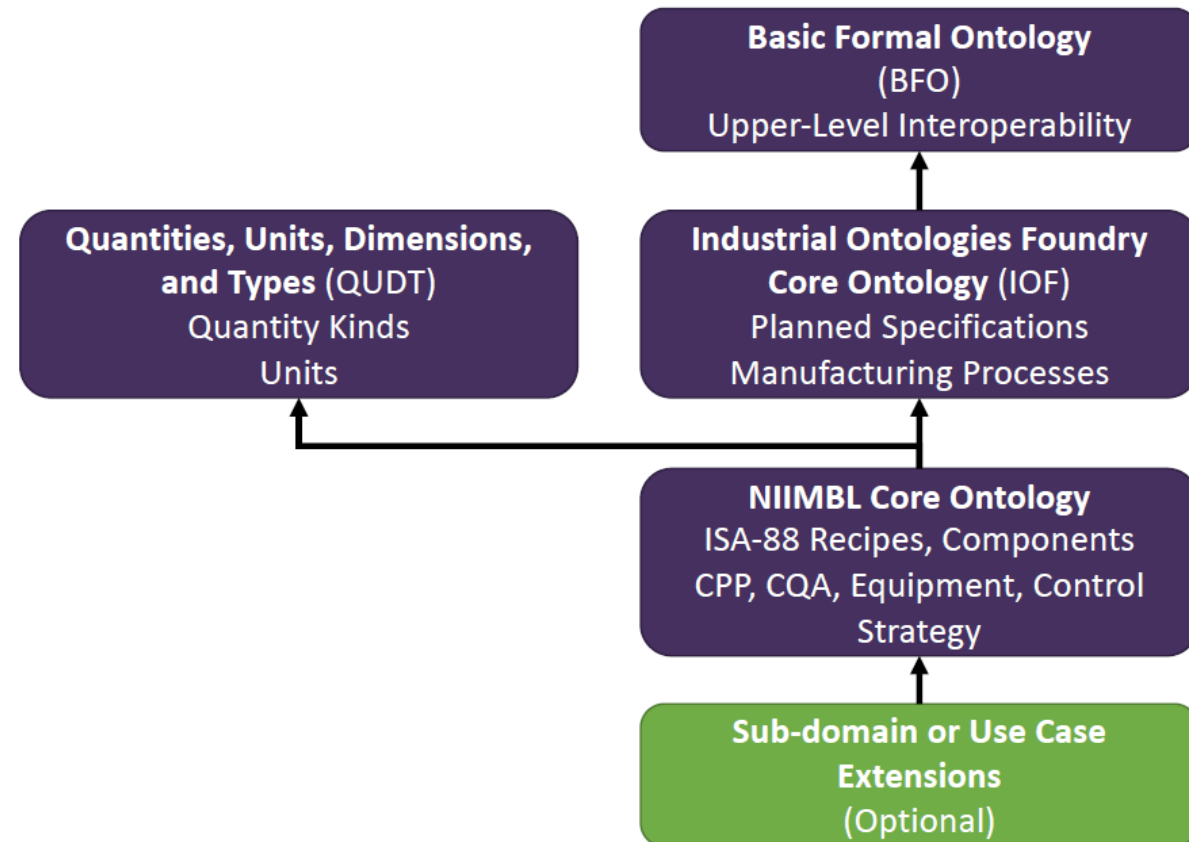 Basic Formal Ontology
(BFO)
Upper-Level Interoperability
Quantities, Units, Dimensions,
and Types (QUDT)
Quantity Kinds
Units
Industrial Ontologies Foundry
Core Ontology (IOF)
Planned Specifications
Manufacturing Processes
NIIMBL Core Ontology
ISA-88 Recipes, Components
CPP, CQA, Equipment, Control
Strategy
Sub-domain or Use Case
Extensions
(Optional)